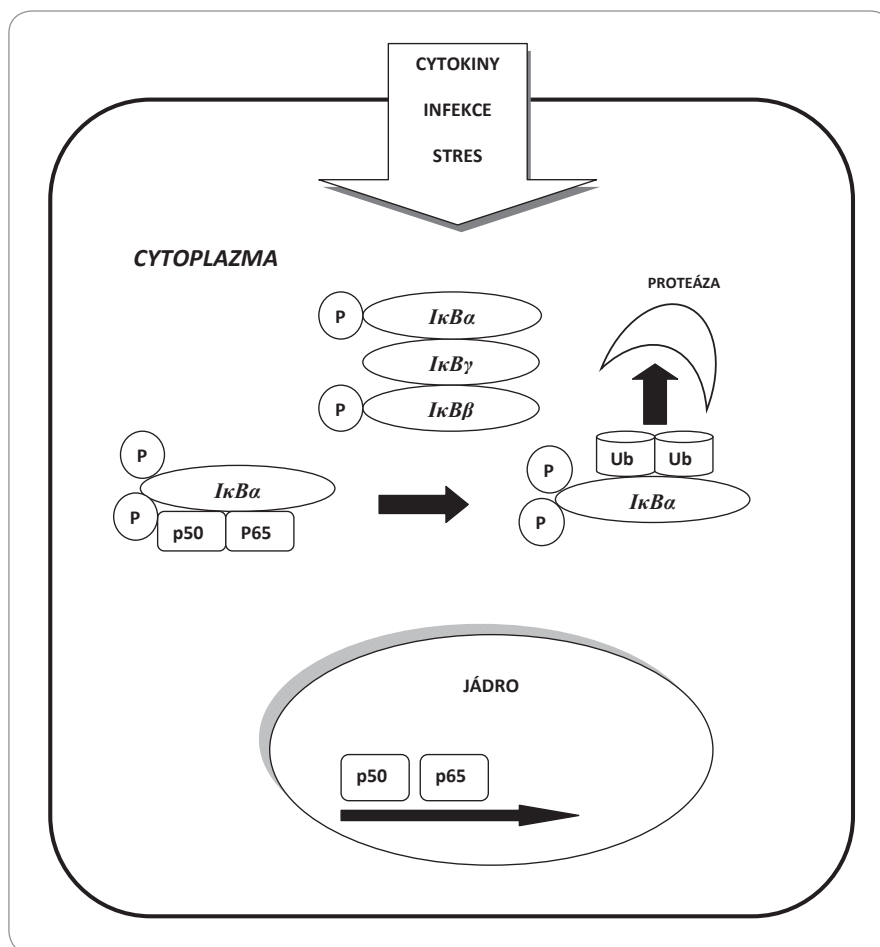 CYTOKINY
INFEKCE
STRES
CYTOPLAZMA
PROTEÁZA
P IκBα
IκBγ
P IκBβ
P
IκBα
P
p50 P65
Ub Ub
P
IκBα
P
JÁDRO
p50 p65